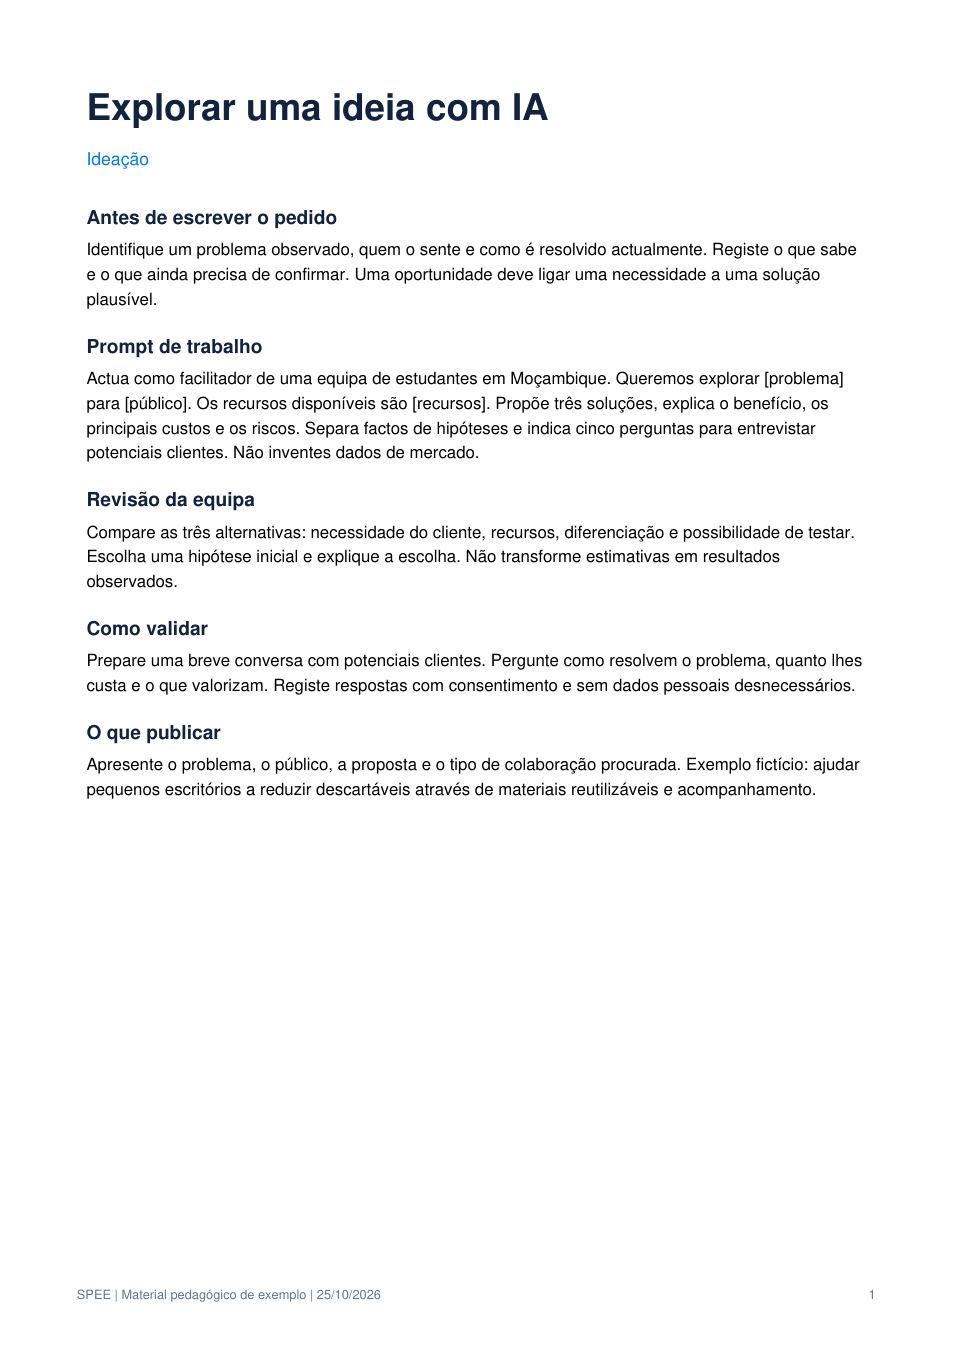 Explorar uma ideia com IA
Ideação
Antes de escrever o pedido
Identifique um problema observado, quem o sente e como é resolvido actualmente. Registe o que sabe
e o que ainda precisa de confirmar. Uma oportunidade deve ligar uma necessidade a uma solução
plausível.
Prompt de trabalho
Actua como facilitador de uma equipa de estudantes em Moçambique. Queremos explorar [problema]
para [público]. Os recursos disponíveis são [recursos]. Propõe três soluções, explica o benefício, os
principais custos e os riscos. Separa factos de hipóteses e indica cinco perguntas para entrevistar
potenciais clientes. Não inventes dados de mercado.
Revisão da equipa
Compare as três alternativas: necessidade do cliente, recursos, diferenciação e possibilidade de testar.
Escolha uma hipótese inicial e explique a escolha. Não transforme estimativas em resultados
observados.
Como validar
Prepare uma breve conversa com potenciais clientes. Pergunte como resolvem o problema, quanto lhes
custa e o que valorizam. Registe respostas com consentimento e sem dados pessoais desnecessários.
O que publicar
Apresente o problema, o público, a proposta e o tipo de colaboração procurada. Exemplo fictício: ajudar
pequenos escritórios a reduzir descartáveis através de materiais reutilizáveis e acompanhamento.
SPEE | Material pedagógico de exemplo | 25/10/2026 1